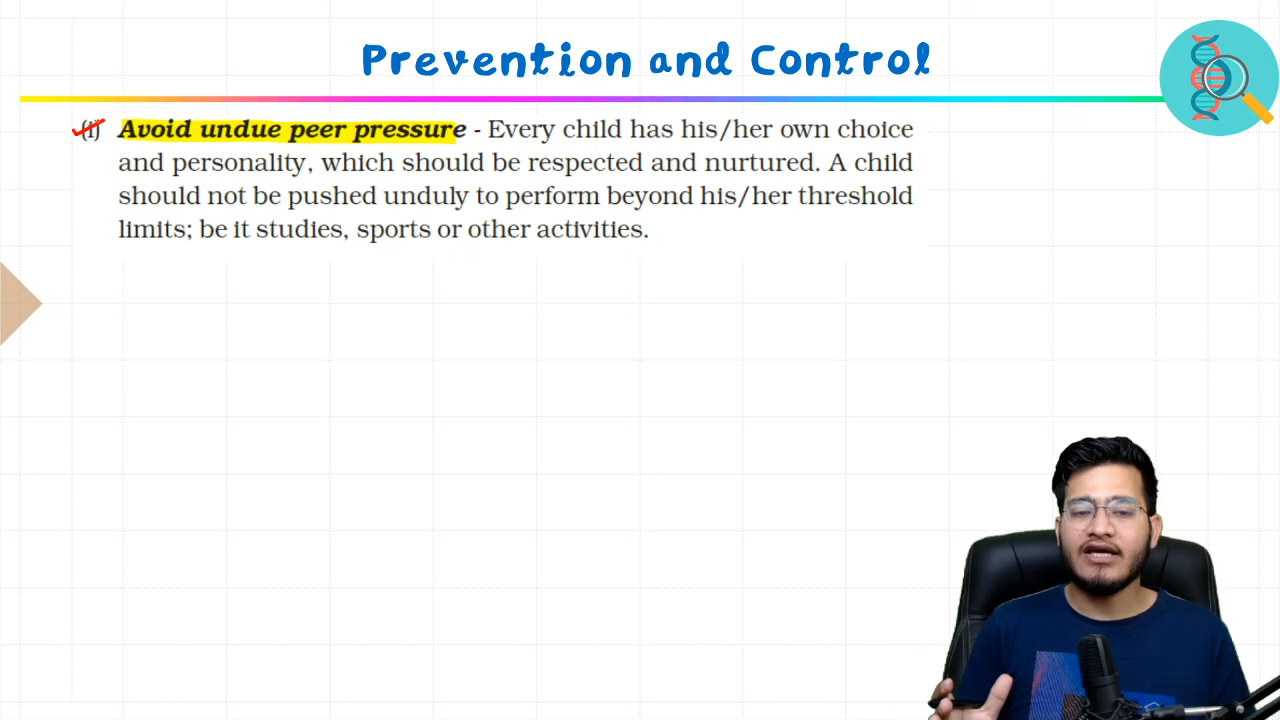 Prevention and Control
(i) Avoid undue peer pressure - Every child has his/her own choice
and personality, which should be respected and nurtured. A child
should not be pushed unduly to perform beyond his/her threshold
limits; be it studies, sports or other activities.